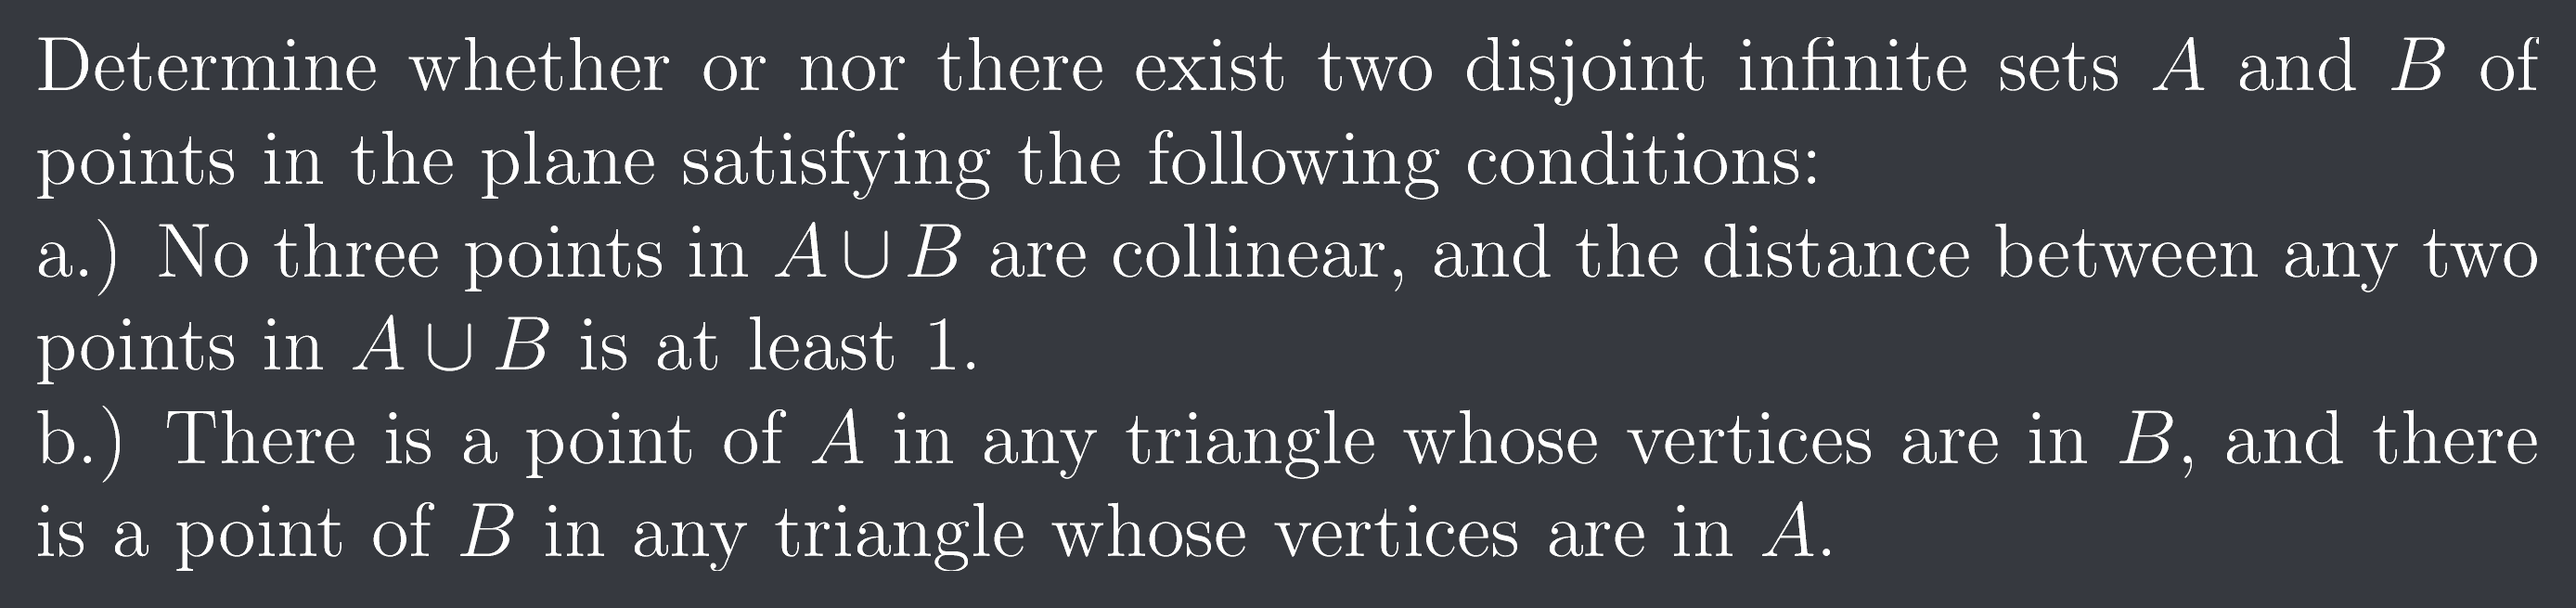 Determine whether or nor there exist two disjoint infinite sets A and B of
points in the plane satisfying the following conditions:
a.) No three points in A ∪ B are collinear, and the distance between any two
points in A ∪ B is at least 1.
b.) There is a point of A in any triangle whose vertices are in B, and there
is a point of B in any triangle whose vertices are in A.